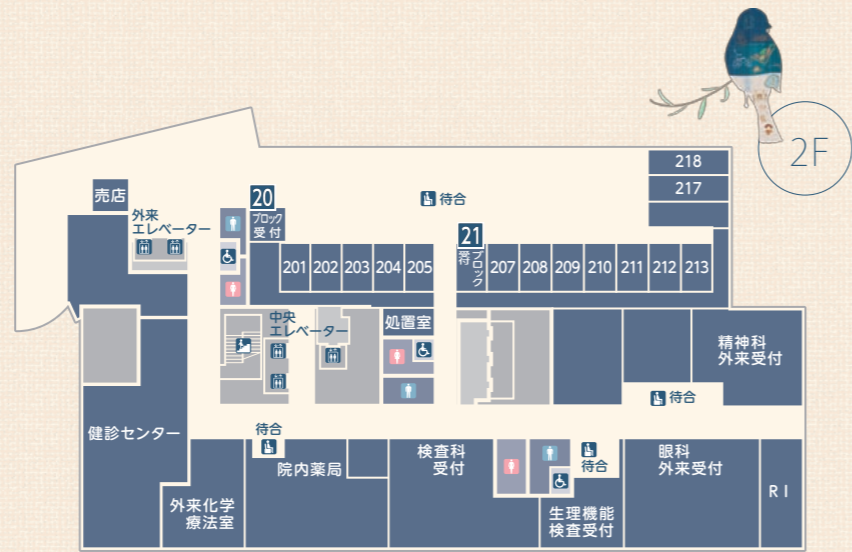 2F
218
217
売店
20
ブロック
受付
待合
外来
エレベーター
21
ブロック
受付
201
202
203
204
205
207
208
209
210
211
212
213
中央
エレベーター
処置室
精神科
外来受付
待合
健診センター
待合
院内薬局
検査科
受付
待合
眼科
外来受付
外来化学
療法室
生理機能
検査受付
RI